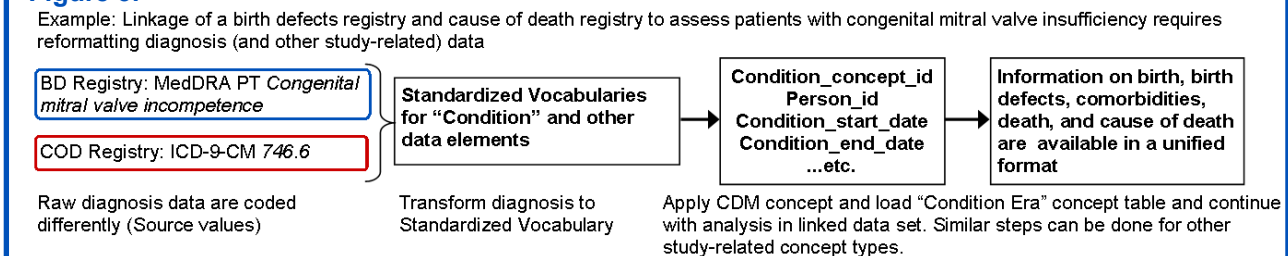 Example: Linkage of a birth defects registry and cause of death registry to assess patients with congenital mitral valve insufficiency requires
reformatting diagnosis (and other study-related) data
BD Registry: MedDRA PT Congenital
mitral valve incompetence
COD Registry: ICD-9-CM 746.6
Raw diagnosis data are coded
differently (Source values)
Standardized Vocabularies
for “Condition” and other
data elements
Transform diagnosis to
Standardized Vocabulary
Condition_concept_id
Person_id
Condition_start_date
Condition_end_date
...etc.
Information on birth, birth
defects, comorbidities,
death, and cause of death
are available in a unified
format
Apply CDM concept and load “Condition Era” concept table and continue
with analysis in linked data set. Similar steps can be done for other
study-related concept types.